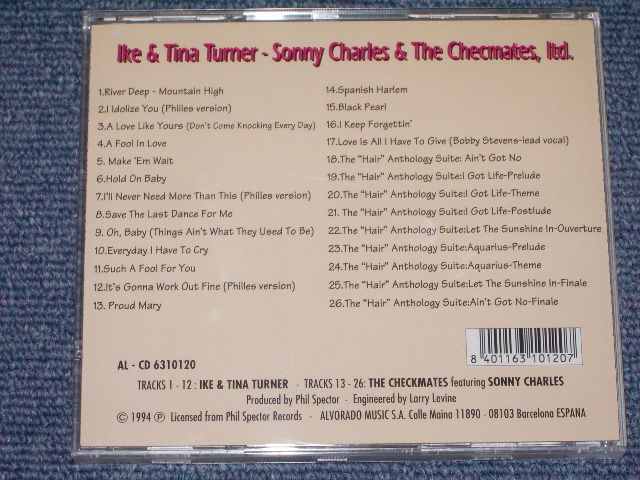 Ike & Tina Turner - Sonny Charles & The Checmates, ltd.
1.River Deep - Mountain High
2.I Idolize You (Philles version)
3.A Love Like Yours (Don't Come Knocking Every Day)
4.A Fool In Love
5. Make 'Em Wait
6.Hold On Baby
7.I'll Never Need More Than This (Philles version)
8.Save The Last Dance For Me
9. Oh, Baby (Things Ain't What They Used To Be)
10.Everyday I Have To Cry
11.Such A Fool For You
12.It's Gonna Work Out Fine (Philles version)
13. Proud Mary
14.Spanish Harlem
15.Black Pearl
16.I Keep Forgettin'
17.Love Is All I Have To Give (Bobby Stevens-lead vocal)
18.The "Hair" Anthology Suite: Ain't Got No
19.The "Hair" Anthology Suite:I Got Life-Prelude
20.The "Hair" Anthology Suite:I Got Life-Theme
21. The "Hair" Anthology Suite:I Got Life-Postlude
22.The "Hair" Anthology Suite:Let The Sunshine In-Ouverture
23.The "Hair" Anthology Suite:Aquarius-Prelude
24.The "Hair" Anthology Suite:Aquarius-Theme
25.The "Hair" Anthology Suite:Let The Sunshine In-Finale
26.The "Hair" Anthology Suite:Ain't Got No-Finale
8 401163 101207
AL - CD 6310120
TRACKS 1 - 12 : IKE & TINA TURNER - TRACKS 13 - 26: THE CHECKMATES featuring SONNY CHARLES
Produced by Phil Spector - Engineered by Larry Levine
© 1994 ℗ Licensed from Phil Spector Records - ALVORADO MUSIC S.A. Colle Maina 11890 - 08103 Barcelona ESPANA